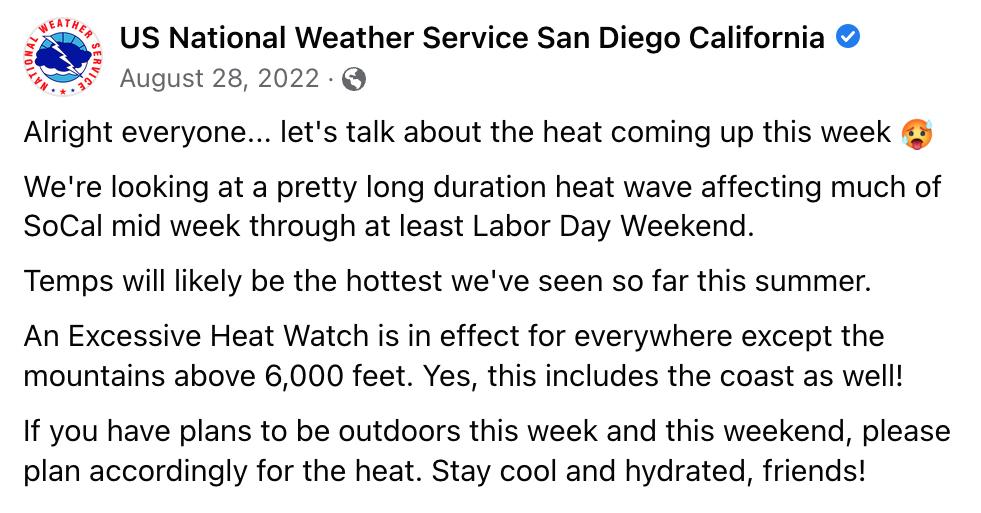 NATIONAL WEATHER SERVICE
US National Weather Service San Diego California
August 28, 2022 ·
Alright everyone... let's talk about the heat coming up this week 🥵
We're looking at a pretty long duration heat wave affecting much of
SoCal mid week through at least Labor Day Weekend.
Temps will likely be the hottest we've seen so far this summer.
An Excessive Heat Watch is in effect for everywhere except the
mountains above 6,000 feet. Yes, this includes the coast as well!
If you have plans to be outdoors this week and this weekend, please
plan accordingly for the heat. Stay cool and hydrated, friends!